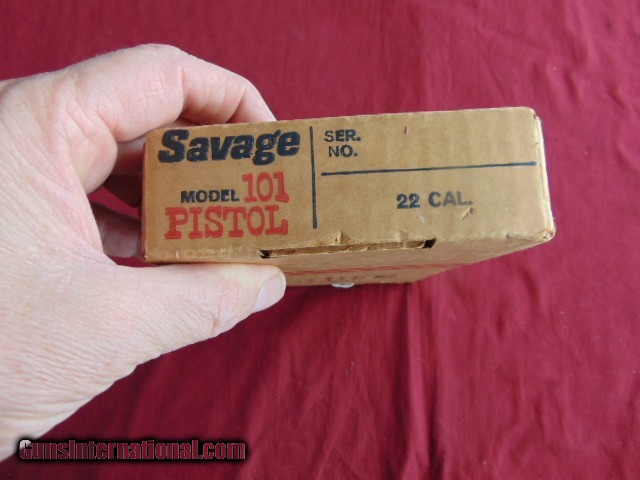 Savage
MODEL 101
PISTOL
SER.
NO.
22 CAL.
GunsInternational.com